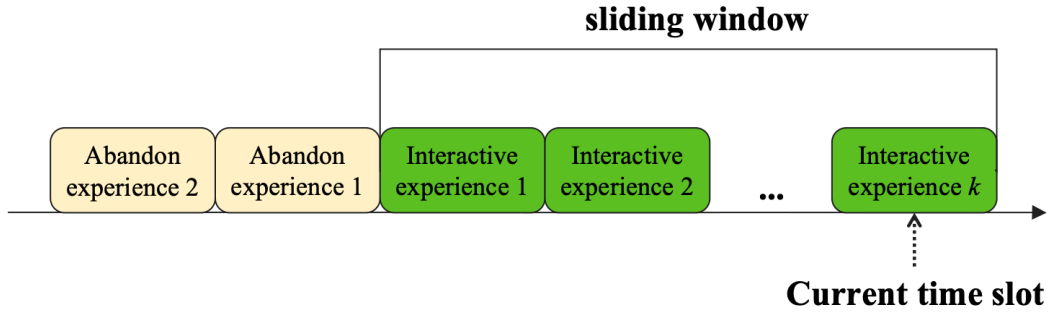 sliding window
Abandon
experience 2
Abandon
experience 1
Interactive
experience 1
Interactive
experience 2
...
Interactive
experience k
Current time slot